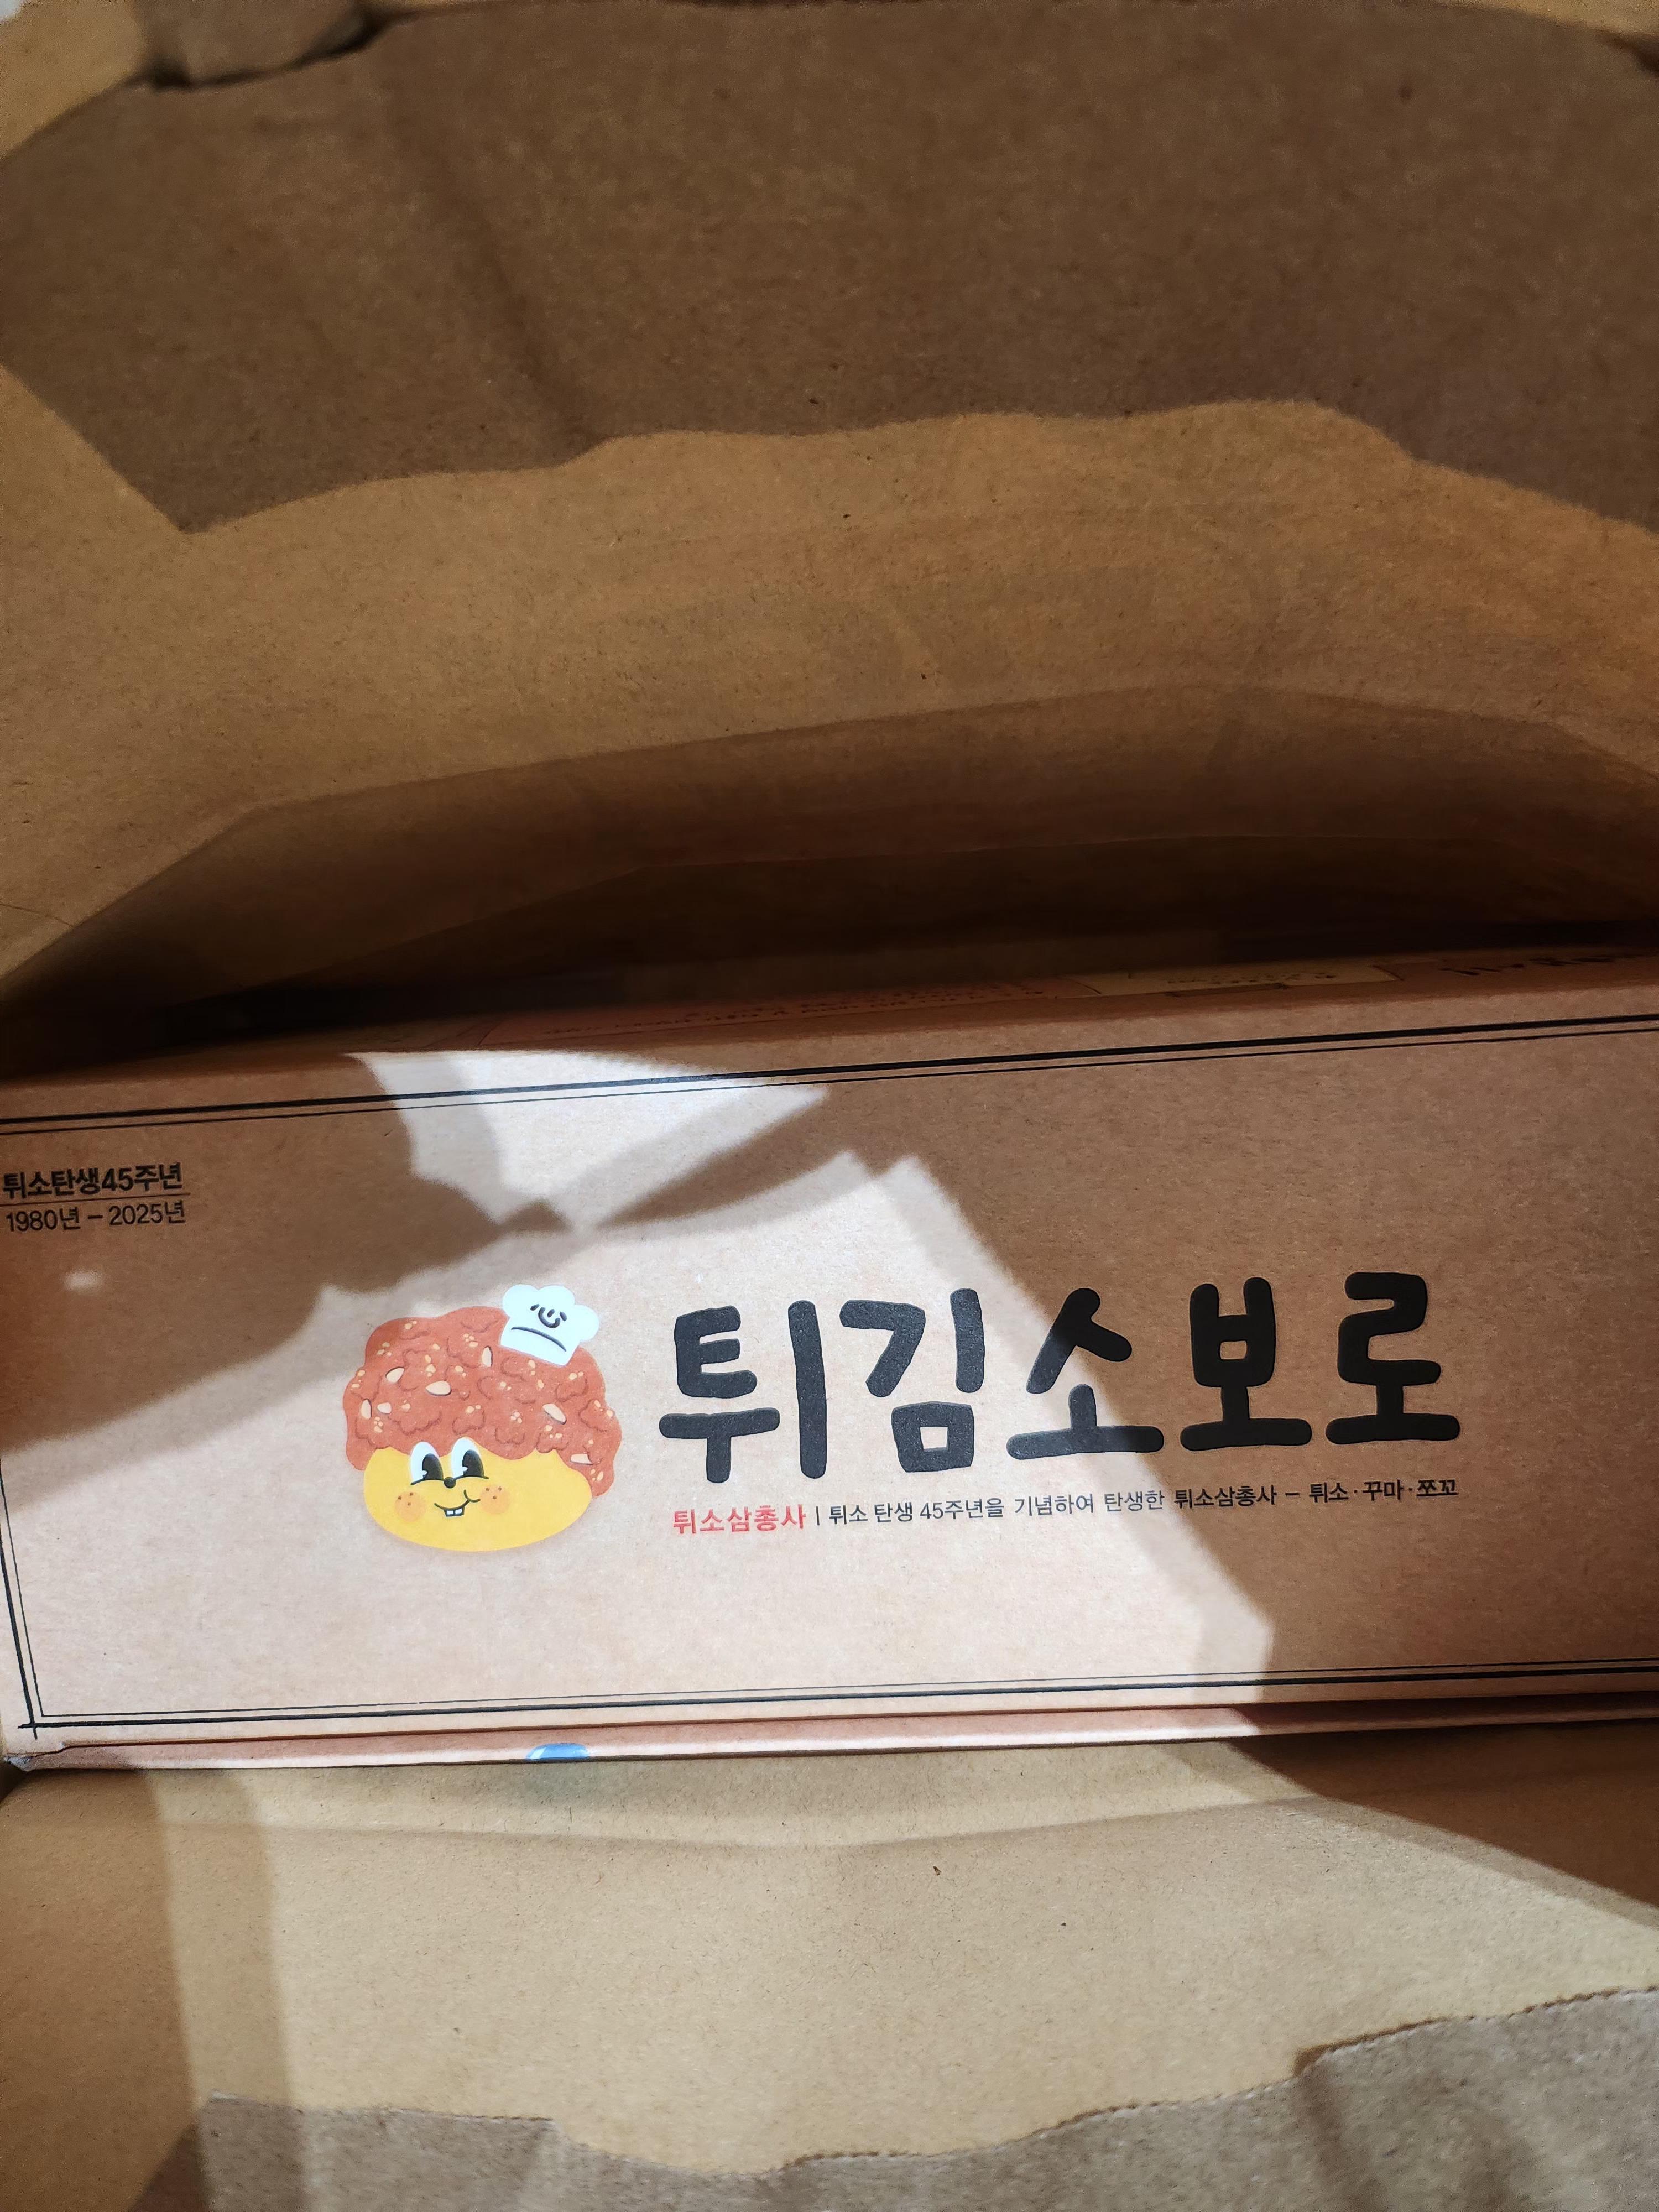 튀소탄생45주년
1980년 – 2025년
튀김소보로
튀소삼총사 | 튀소 탄생 45주년을 기념하여 탄생한 튀소삼총사 – 튀소·꾸마·쪼꼬